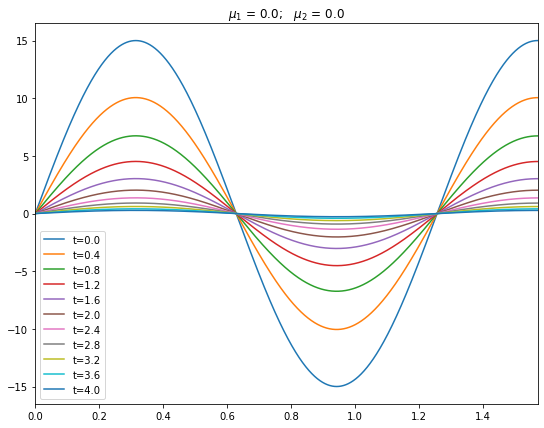 μ₁ = 0.0; μ₂ = 0.0
15
10
5
0
−5
−10
−15
t=0.0
t=0.4
t=0.8
t=1.2
t=1.6
t=2.0
t=2.4
t=2.8
t=3.2
t=3.6
t=4.0
0.0 0.2 0.4 0.6 0.8 1.0 1.2 1.4